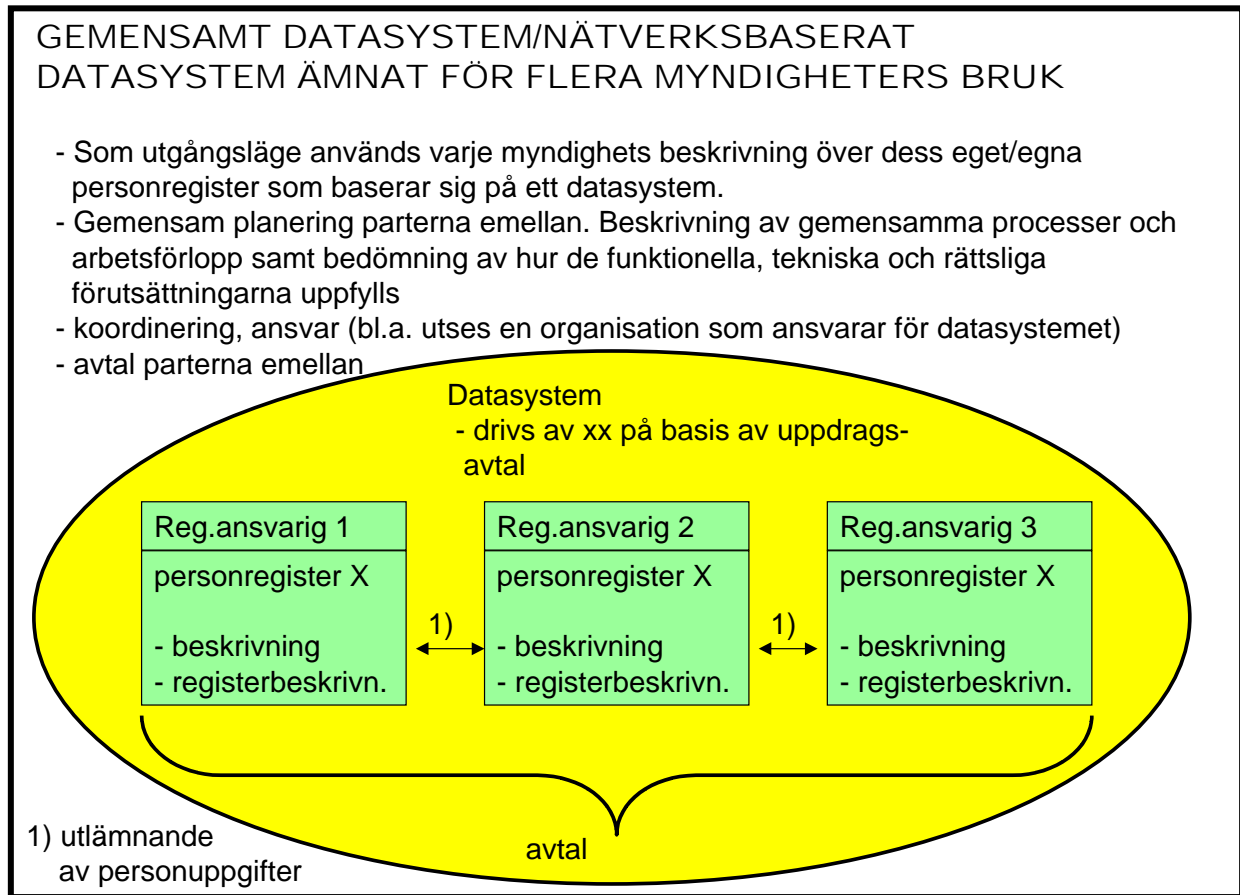 GEMENSAMT DATASYSTEM/NÄTVERKSBASERAT
DATASYSTEM ÄMNAT FÖR FLERA MYNDIGHETERS BRUK
- Som utgångsläge används varje myndighets beskrivning över dess eget/egna
personregister som baserar sig på ett datasystem.
- Gemensam planering parterna emellan. Beskrivning av gemensamma processer och
arbetsförlopp samt bedömning av hur de funktionella, tekniska och rättsliga
förutsättningarna uppfylls
- koordinering, ansvar (bl.a. utses en organisation som ansvarar för datasystemet)
- avtal parterna emellan
Datasystem
- drivs av xx på basis av uppdrags-
avtal
Reg.ansvarig 1
personregister X
- beskrivning
- registerbeskrivn.
1)
Reg.ansvarig 2
personregister X
- beskrivning
- registerbeskrivn.
1)
Reg.ansvarig 3
personregister X
- beskrivning
- registerbeskrivn.
avtal
1) utlämnande
av personuppgifter